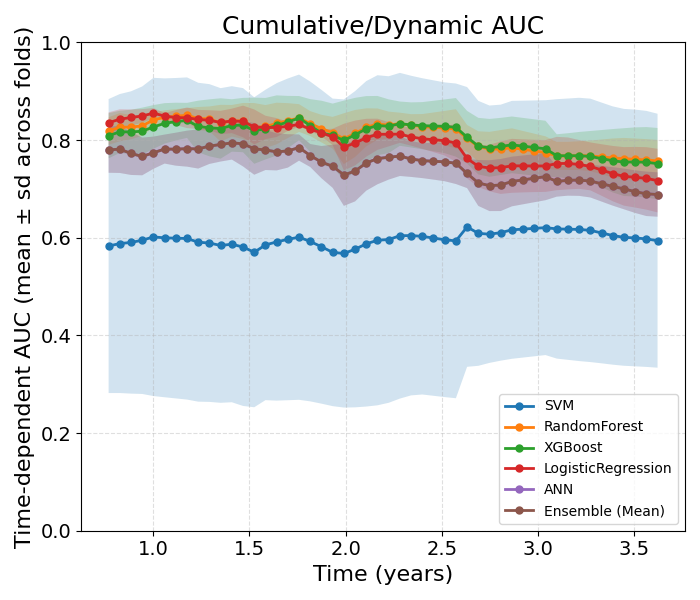 Cumulative/Dynamic AUC
Time-dependent AUC (mean ± sd across folds)
1.0
0.8
0.6
0.4
0.2
0.0
SVM
RandomForest
XGBoost
LogisticRegression
ANN
Ensemble (Mean)
1.0 1.5 2.0 2.5 3.0 3.5
Time (years)